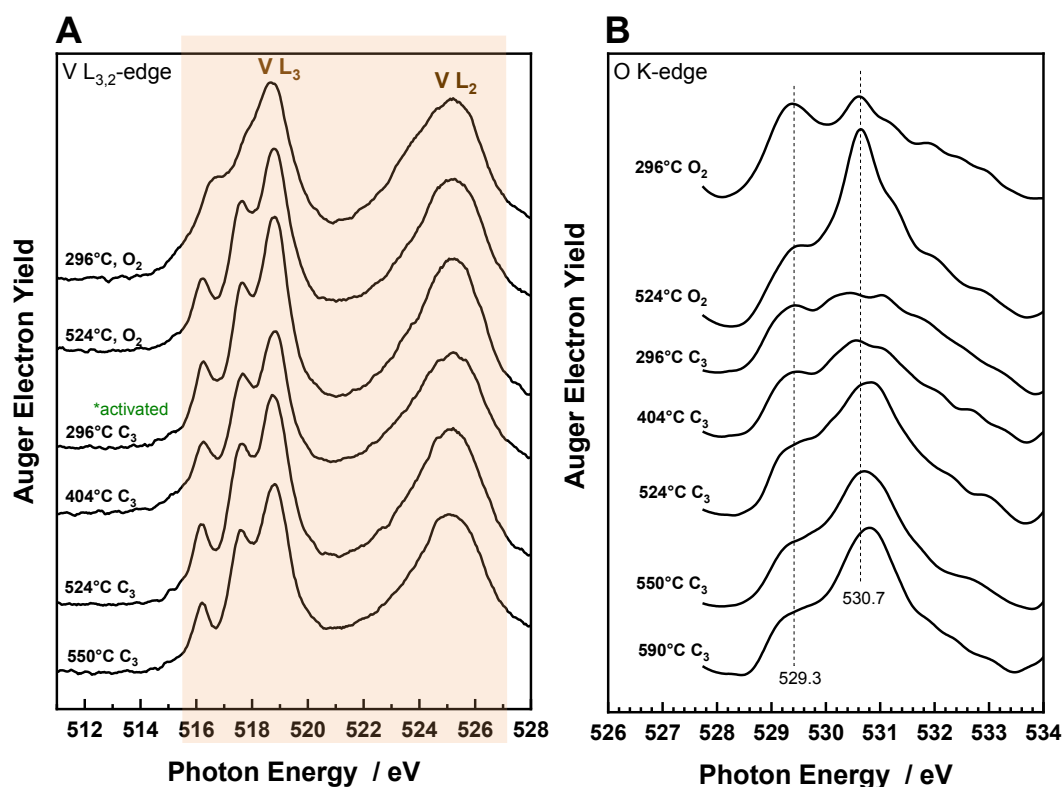 A
V L3,2-edge
V L3
V L2
296°C, O2
524°C, O2
*activated
296°C C3
404°C C3
524°C C3
550°C C3
Auger Electron Yield
512 514 516 518 520 522 524 526 528
Photon Energy / eV
B
O K-edge
296°C O2
524°C O2
296°C C3
404°C C3
524°C C3
550°C C3
590°C C3
530.7
529.3
Auger Electron Yield
526 527 528 529 530 531 532 533 534
Photon Energy / eV